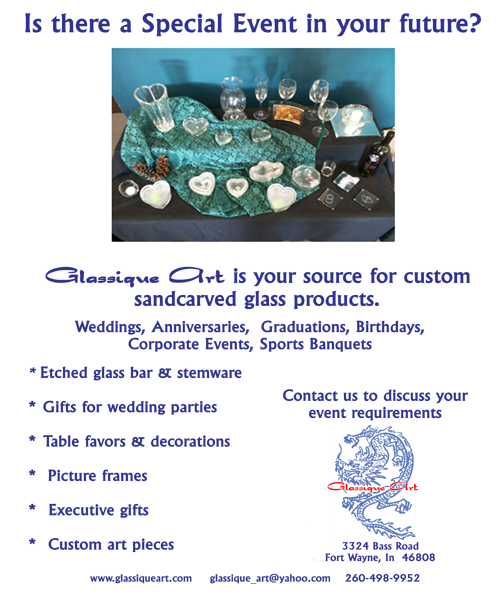 Is there a Special Event in your future?
Glassique Art is your source for custom
sandcarved glass products.
Weddings, Anniversaries, Graduations, Birthdays,
Corporate Events, Sports Banquets
* Etched glass bar & stemware
* Gifts for wedding parties
* Table favors & decorations
* Picture frames
* Executive gifts
* Custom art pieces
Contact us to discuss your
event requirements
Glassique Art
3324 Bass Road
Fort Wayne, In 46808
www.glassiqueart.com glassique_art@yahoo.com 260-498-9952